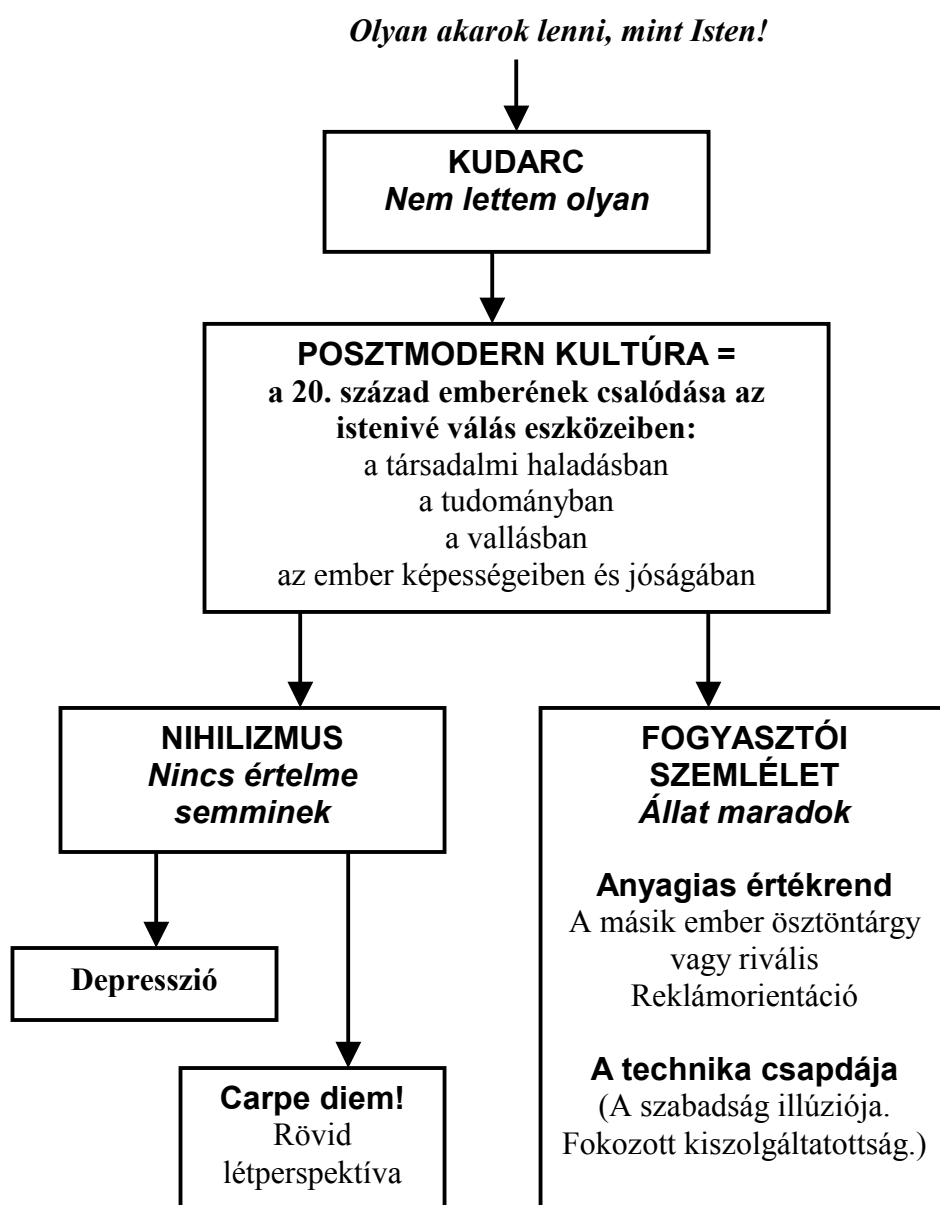 Olyan akarok lenni, mint Isten!
KUDARC
Nem lettem olyan
POSZTMODERN KULTÚRA =
a 20. század emberének csalódása az
istenivé válás eszközeiben:
a társadalmi haladásban
a tudományban
a vallásban
az ember képességeiben és jóságában
NIHILIZMUS
Nincs értelme
semminek
Depresszió
Carpe diem!
Rövid
létperspektíva
FOGYASZTÓI
SZEMLÉLET
Állat maradok
Anyagias értékrend
A másik ember ösztöntárgy
vagy rivális
Reklámorientáció
A technika csapdája
(A szabadság illúziója.
Fokozott kiszolgáltatottság.)